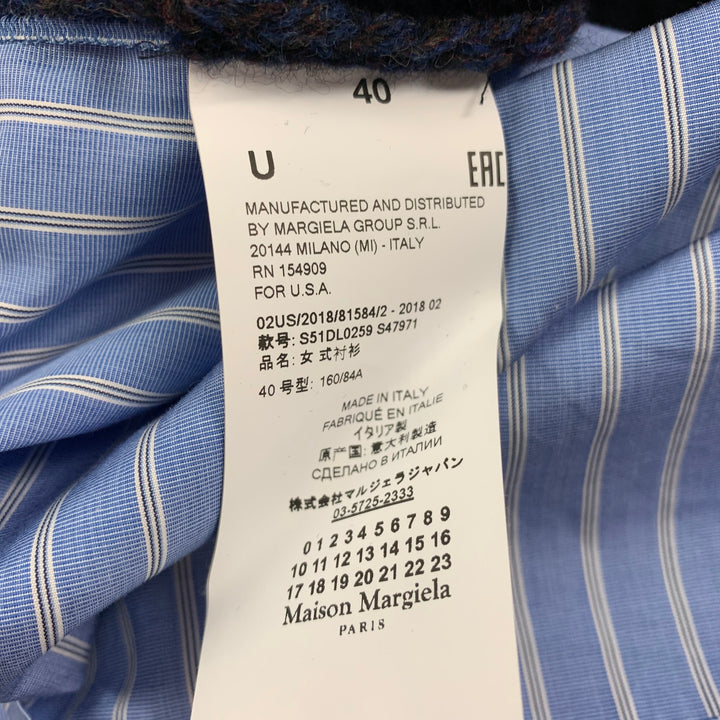 40
U EAC
MANUFACTURED AND DISTRIBUTED
BY MARGIELA GROUP S.R.L.
20144 MILANO (MI) - ITALY
RN 154909
FOR U.S.A.
02US/2018/81584/2 - 2018 02
款号: S51DL0259 S47971
品名: 女式衬衫
40 号型: 160/84A
MADE IN ITALY
FABRIQUÉ EN ITALIE
イタリア製
原产国: 意大利製造
СДЕЛАНО В ИТАЛИИ
株式会社マルジェラジャパン
03-5725-2333
0 1 2 3 4 5 6 7 8 9
10 11 12 13 14 15 16
17 18 19 20 21 22 23
Maison Margiela
PARIS